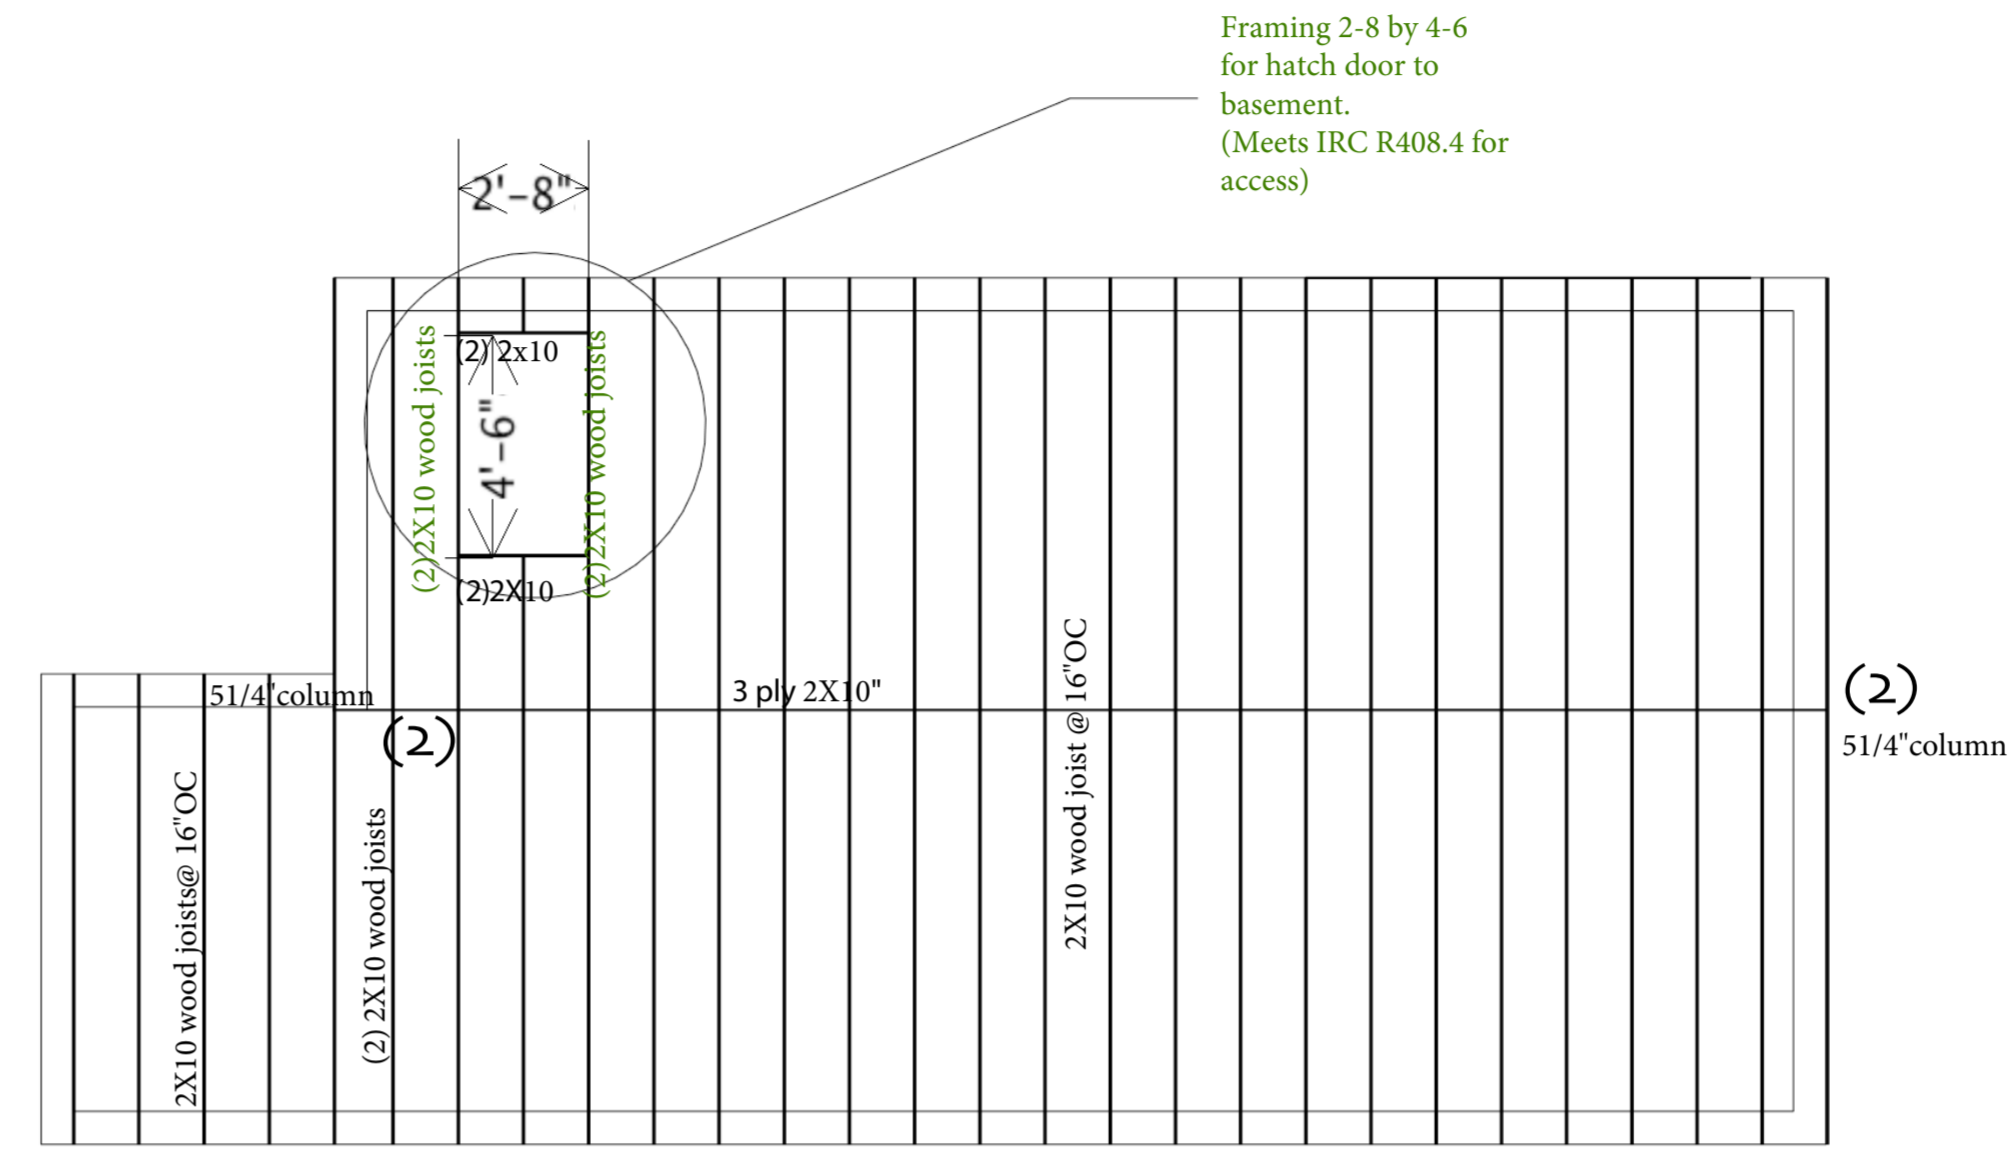 Framing 2-8 by 4-6
for hatch door to
basement.
(Meets IRC R408.4 for
access)
2'-8"
(2) 2x10
(2)2X10 wood joists
4'-6"
(2)2X10 wood joists
(2)2X10
51/4"column
(2)
3 ply 2X10"
(2)
51/4"column
2X10 wood joists@ 16"OC
(2) 2X10 wood joists
2X10 wood joist @ 16"OC